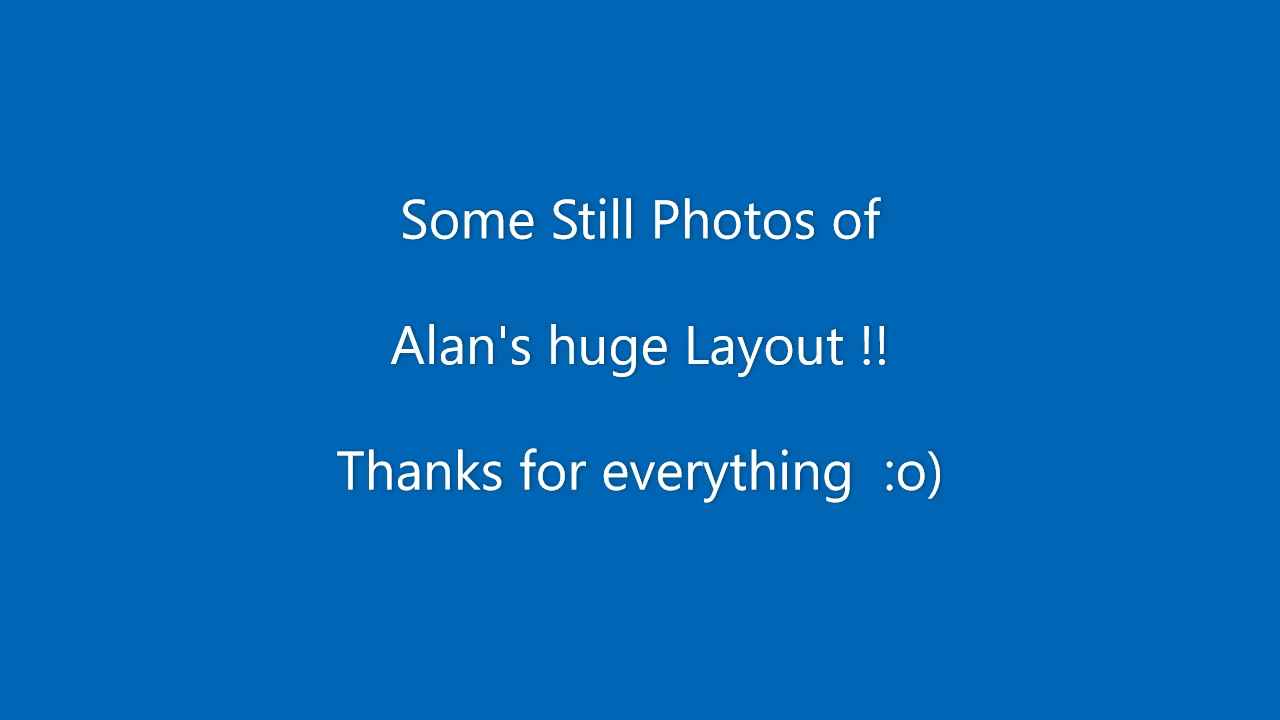 Some Still Photos of
Alan's huge Layout !!
Thanks for everything  :o)